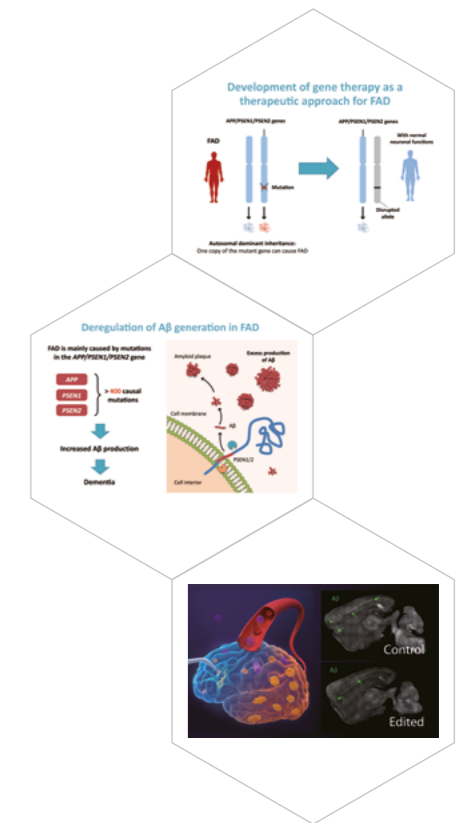 Development of gene therapy as a
therapeutic approach for FAD
APP/PSEN1/PSEN2 genes
APP/PSEN1/PSEN2 genes
FAD
With normal
neuronal functions
Mutation
Disrupted
allele
Autosomal dominant inheritance:
One copy of the mutant gene can cause FAD
Deregulation of Aβ generation in FAD
FAD is mainly caused by mutations
in the APP/PSEN1/PSEN2 gene
APP
PSEN1
PSEN2
> 400 causal
mutations
Increased Aβ production
Dementia
Amyloid plaque
Excess production
of Aβ
Cell membrane
Aβ
PSEN1/2
Cell interior
Aβ
Control
Aβ
Edited